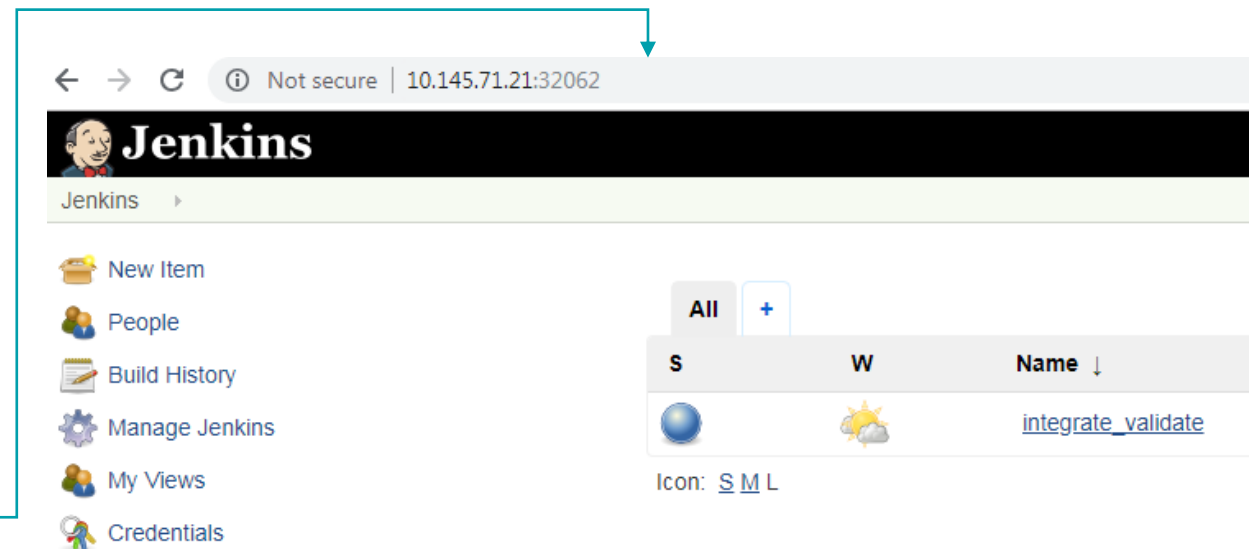 Not secure | 10.145.71.21:32062
Jenkins
Jenkins
New Item
People
Build History
Manage Jenkins
My Views
Credentials
All +
S W Name ↓
integrate_validate
Icon: S M L